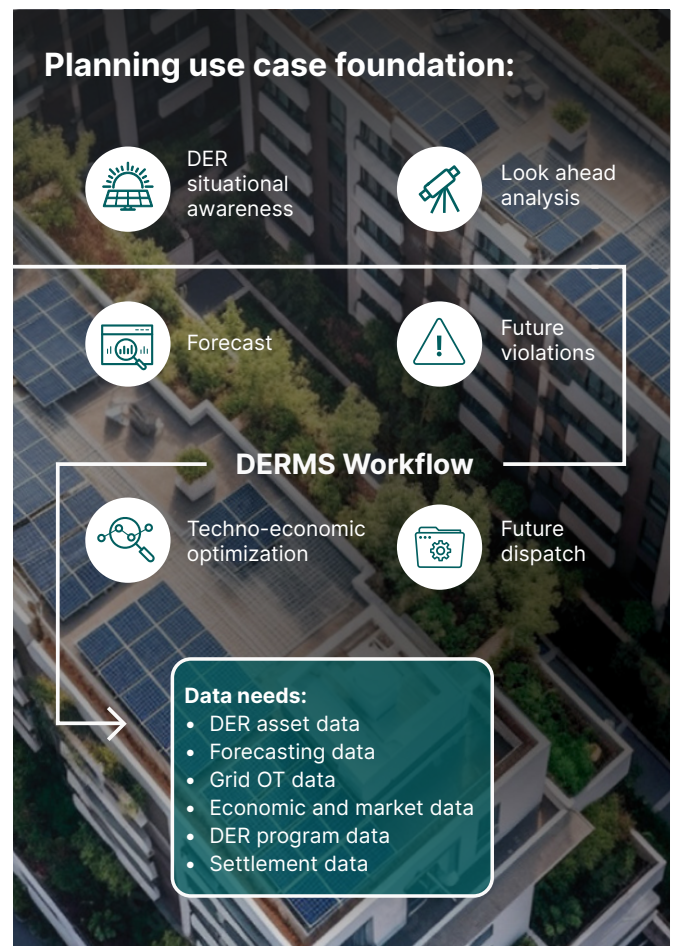 Planning use case foundation:
DER
situational
awareness
Look ahead
analysis
Forecast
Future
violations
DERMS Workflow
Techno-economic
optimization
Future
dispatch
Data needs:
• DER asset data
• Forecasting data
• Grid OT data
• Economic and market data
• DER program data
• Settlement data